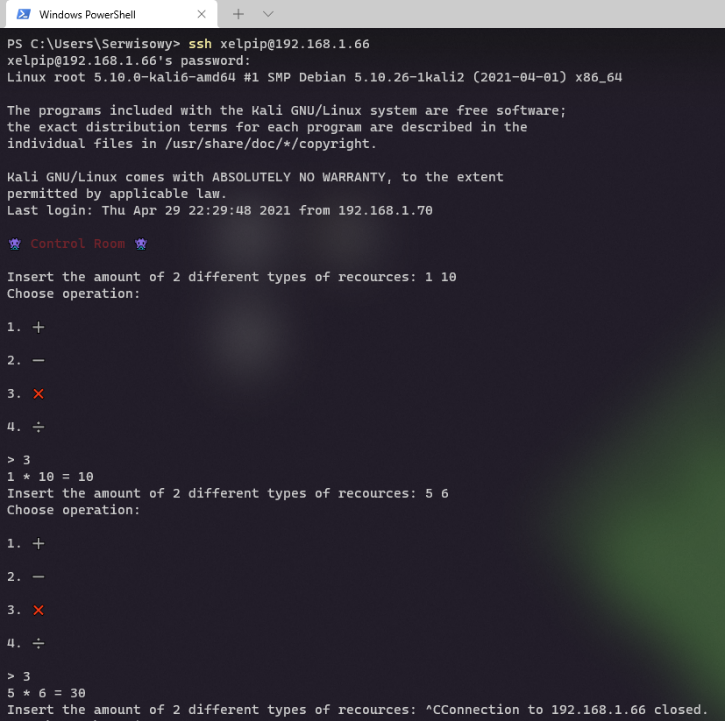 Windows PowerShell
PS C:\Users\Serwisowy> ssh xelpip@192.168.1.66
xelpip@192.168.1.66's password:
Linux root 5.10.0-kali6-amd64 #1 SMP Debian 5.10.26-1kali2 (2021-04-01) x86_64
The programs included with the Kali GNU/Linux system are free software;
the exact distribution terms for each program are described in the
individual files in /usr/share/doc/*/copyright.
Kali GNU/Linux comes with ABSOLUTELY NO WARRANTY, to the extent
permitted by applicable law.
Last login: Thu Apr 29 22:29:48 2021 from 192.168.1.70
👾 Control Room 👾
Insert the amount of 2 different types of recources: 1 10
Choose operation:
1. ➕
2. ➖
3. ❌
4. ➗
> 3
1 * 10 = 10
Insert the amount of 2 different types of recources: 5 6
Choose operation:
1. ➕
2. ➖
3. ❌
4. ➗
> 3
5 * 6 = 30
Insert the amount of 2 different types of recources: ^CConnection to 192.168.1.66 closed.